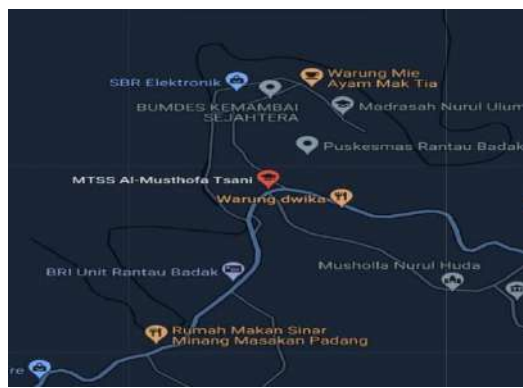 Warung Mie
Ayam Mak Tia
SBR Elektronik
BUMDES KEMAMBAI
SEJAHTERA
Madrasah Nurul Ulum
Puskesmas Rantau Badak
MTSS Al-Musthofa Tsani
Warung dwika
BRI Unit Rantau Badak
Musholla Nurul Huda
Rumah Makan Sinar
Minang Masakan Padang
re